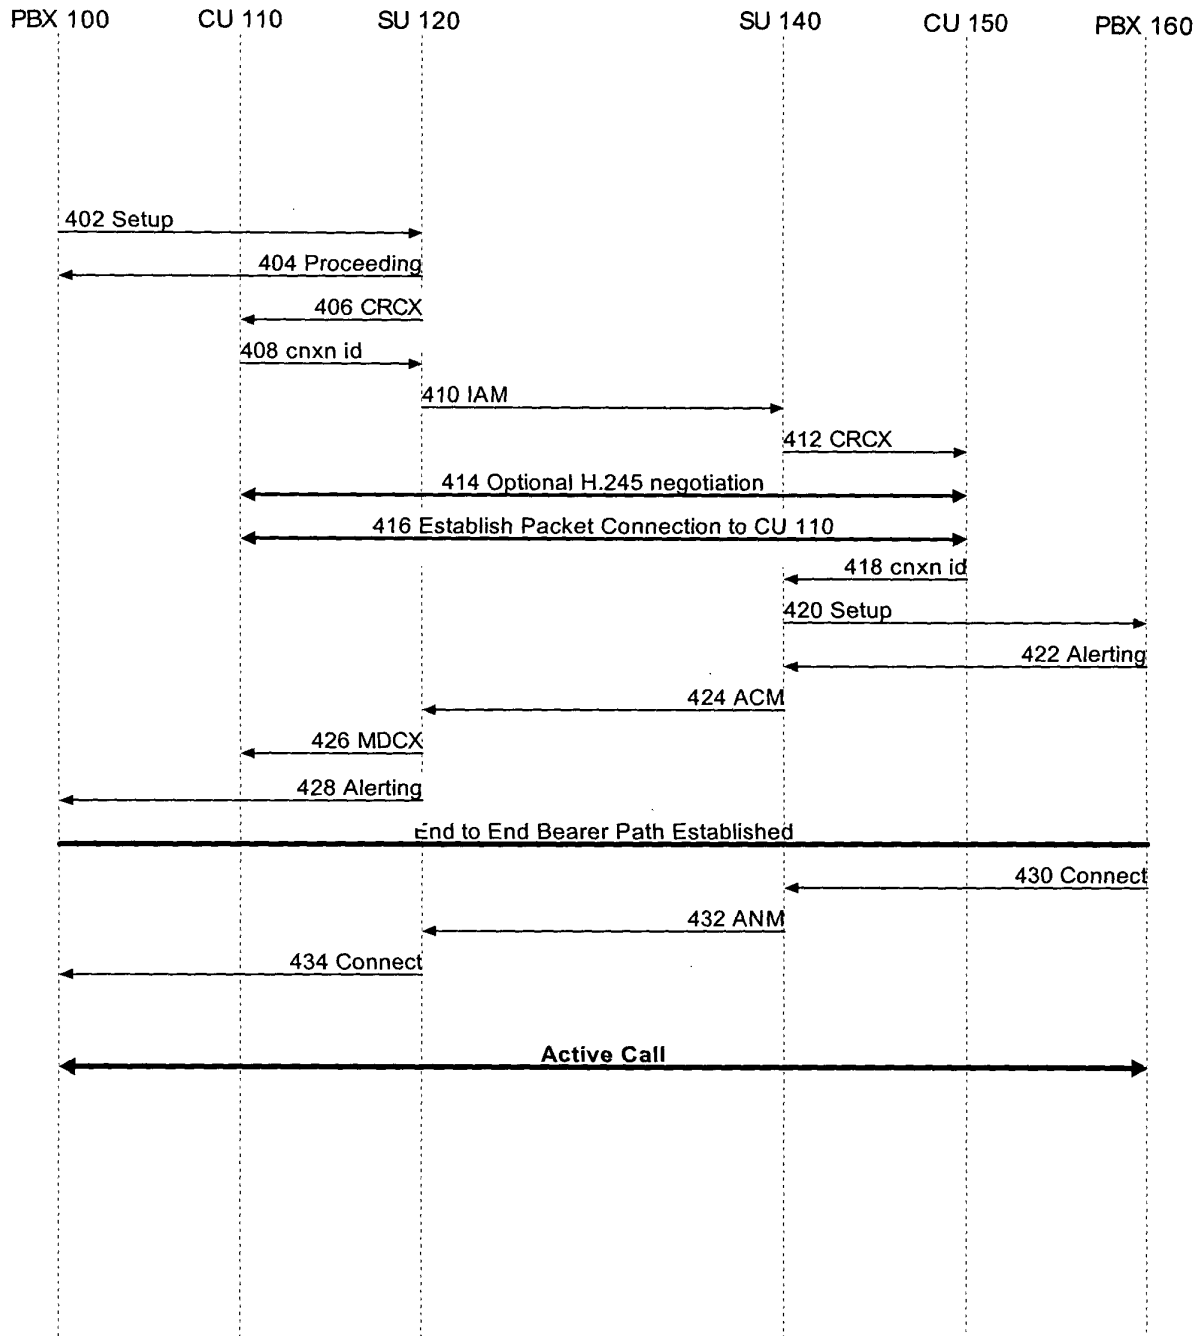 PBX 100 CU 110 SU 120 SU 140 CU 150 PBX 160
402 Setup
404 Proceeding
406 CRCX
408 cnxn id
410 IAM
412 CRCX
414 Optional H.245 negotiation
416 Establish Packet Connection to CU 110
418 cnxn id
420 Setup
422 Alerting
424 ACM
426 MDCX
428 Alerting
End to End Bearer Path Established
430 Connect
432 ANM
434 Connect
Active Call